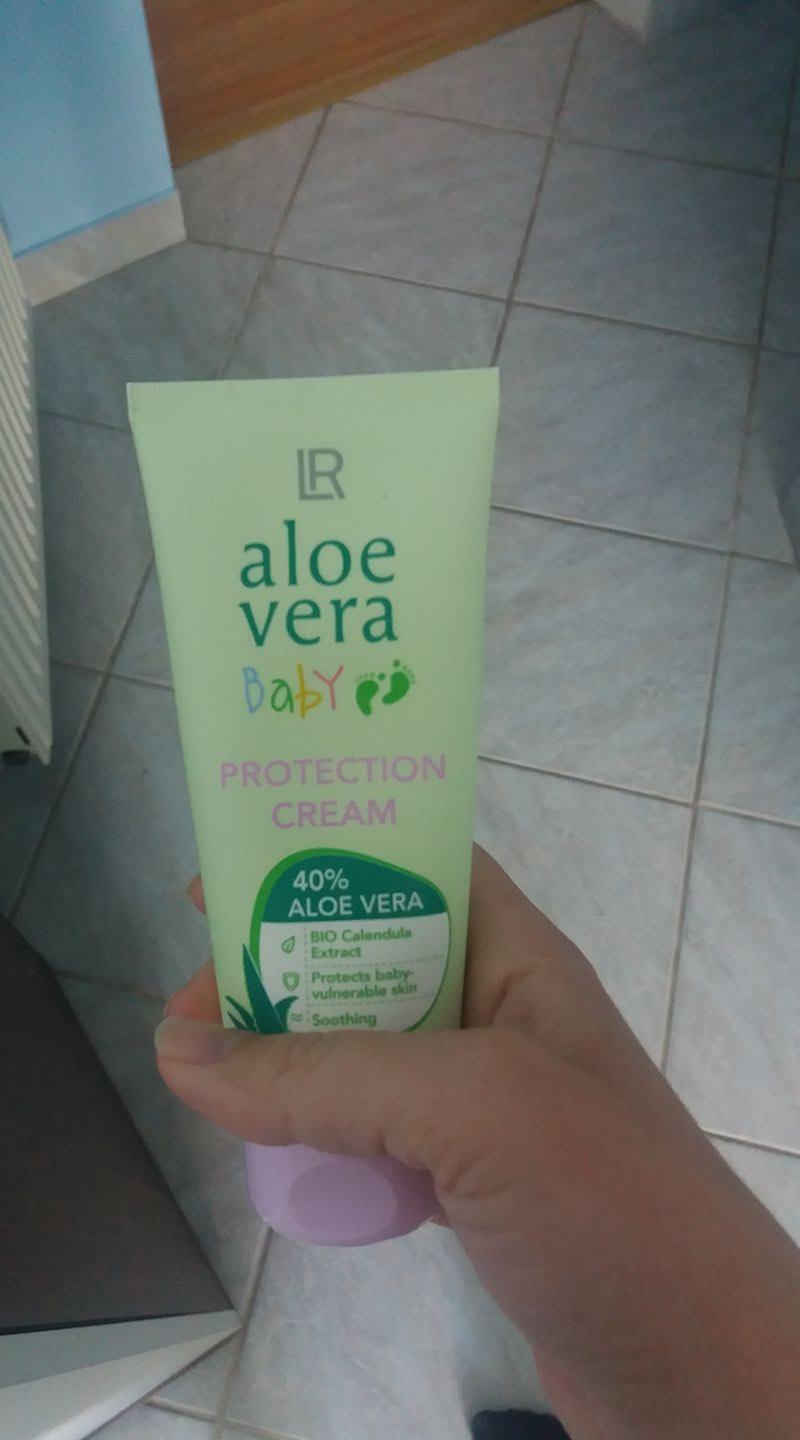 LR
aloe
vera
Baby
PROTECTION
CREAM
40%
ALOE VERA
BIO Calendula
Extract
Protects baby-
vulnerable skin
Soothing